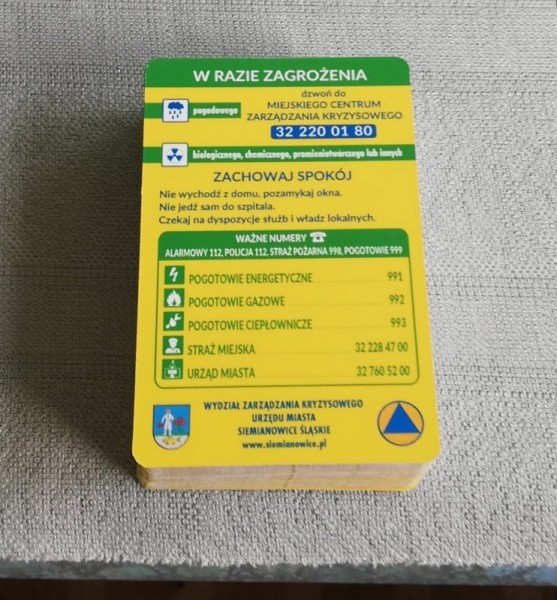 W RAZIE ZAGROŻENIA
dzwoń do
MIEJSKIEGO CENTRUM
ZARZĄDZANIA KRYZYSOWEGO
pogodowego
32 220 01 80
biologicznego, chemicznego, promieniotwórczego lub innych
ZACHOWAJ SPOKÓJ
Nie wychodź z domu, pozamykaj okna.
Nie jedź sam do szpitala.
Czekaj na dyspozycje służb i władz lokalnych.
WAŻNE NUMERY
ALARMOWY 112, POLICJA 112, STRAŻ POŻARNA 998, POGOTOWIE 999
POGOTOWIE ENERGETYCZNE 991
POGOTOWIE GAZOWE 992
POGOTOWIE CIEPŁOWNICZE 993
STRAŻ MIEJSKA 32 228 47 00
URZĄD MIASTA 32 760 52 00
WYDZIAŁ ZARZĄDZANIA KRYZYSOWEGO
URZĘDU MIASTA
SIEMIANOWICE ŚLĄSKIE
www.siemianowice.pl